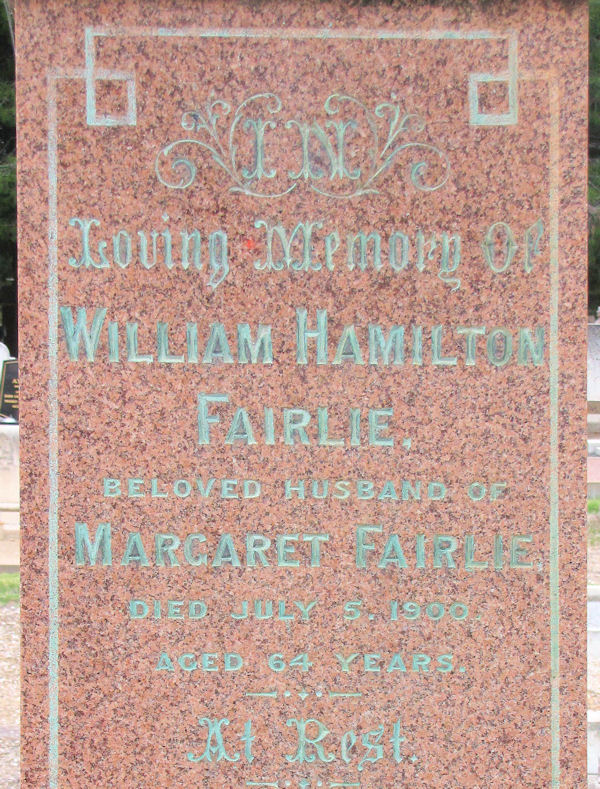 In
Loving Memory Of
WILLIAM HAMILTON
FAIRLIE.
BELOVED HUSBAND OF
MARGARET FAIRLIE,
DIED JULY 5. 1900.
AGED 64 YEARS.
At Rest.